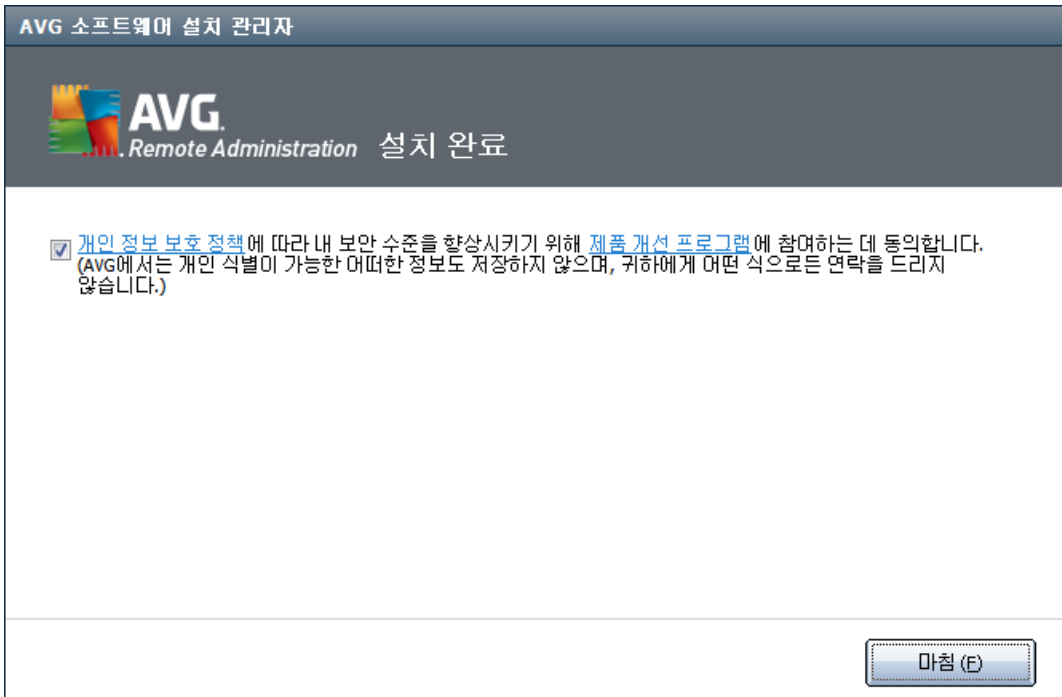 AVG 소프트웨어 설치 관리자
AVG.
Remote Administration 설치 완료
개인 정보 보호 정책에 따라 내 보안 수준을 향상시키기 위해 제품 개선 프로그램에 참여하는 데 동의합니다.
(AVG에서는 개인 식별이 가능한 어떠한 정보도 저장하지 않으며, 귀하에게 어떤 식으로든 연락을 드리지
않습니다.)
마침 (F)